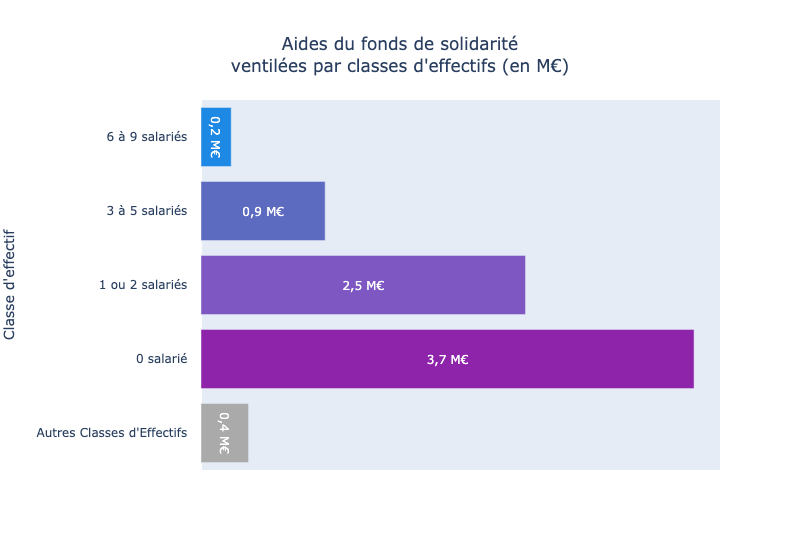 Aides du fonds de solidarité
ventilées par classes d'effectifs (en M€)
Classe d'effectif
6 à 9 salariés
0,2 M€
3 à 5 salariés
0,9 M€
1 ou 2 salariés
2,5 M€
0 salarié
3,7 M€
Autres Classes d'Effectifs
0,4 M€